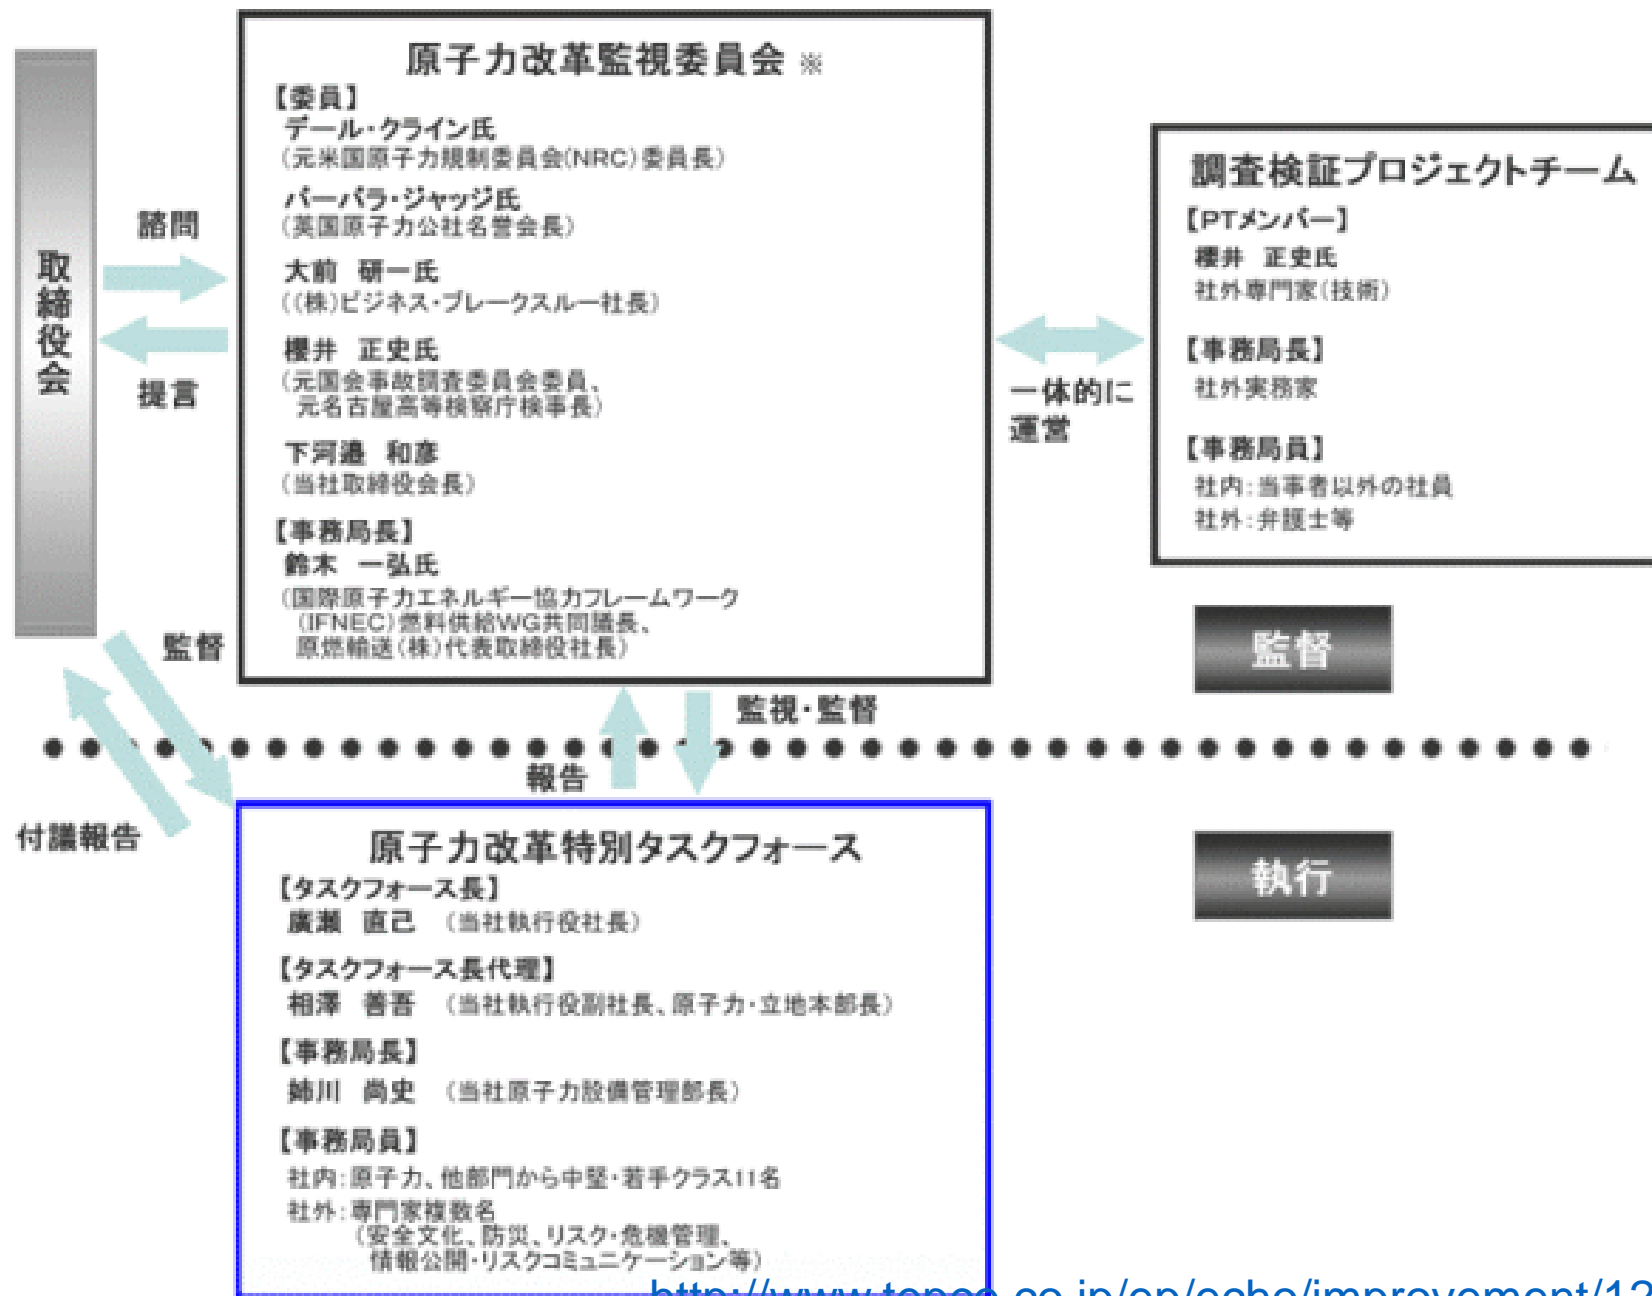 取締役会
諮問
提言
原子力改革監視委員会 ※
【委員】
デール・クライン氏
(元米国原子力規制委員会(NRC)委員長)
バーバラ・ジャッジ氏
(英国原子力公社名誉会長)
大前 研一氏
((株)ビジネス・ブレークスルー社長)
櫻井 正史氏
(元国会事故調査委員会委員、
元名古屋高等検察庁検事長)
下河邉 和彦
(当社取締役会長)
【事務局長】
鈴木 一弘氏
(国際原子力エネルギー協力フレームワーク
(IFNEC)燃料供給WG共同議長、
原燃輸送(株)代表取締役社長)
一体的に
運営
調査検証プロジェクトチーム
【PTメンバー】
櫻井 正史氏
社外専門家(技術)
【事務局長】
社外実務家
【事務局員】
社内:当事者以外の社員
社外:弁護士等
監督
監督
監視・監督
報告
付議報告
執行
原子力改革特別タスクフォース
【タスクフォース長】
廣瀬 直己 (当社執行役社長)
【タスクフォース長代理】
相澤 善吾 (当社執行役副社長、原子力・立地本部長)
【事務局長】
姉川 尚史 (当社原子力設備管理部長)
【事務局員】
社内:原子力、他部門から中堅・若手クラス11名
社外:専門家複数名
(安全文化、防災、リスク・危機管理、
情報公開・リスクコミュニケーション等)